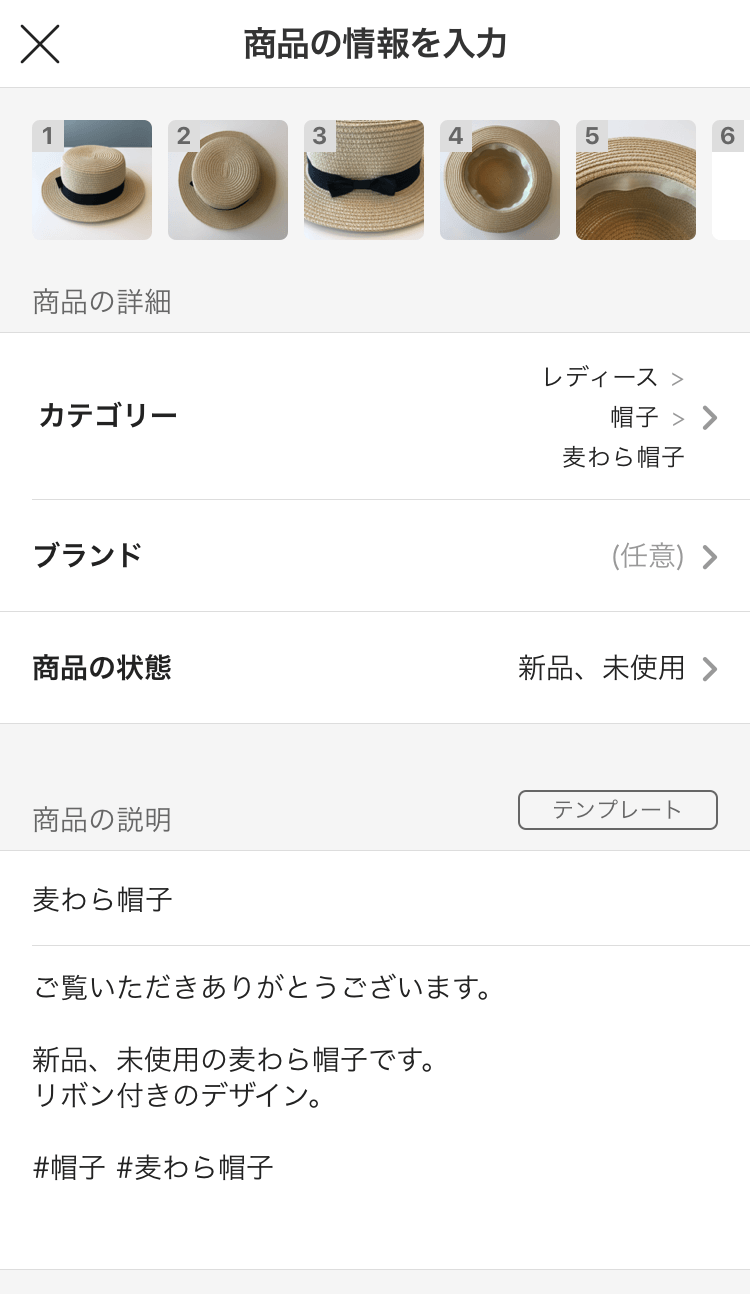 商品の情報を入力
1 2 3 4 5 6
商品の詳細
カテゴリー
レディース >
帽子 >
麦わら帽子
ブランド (任意)
商品の状態 新品、未使用
商品の説明 テンプレート
麦わら帽子
ご覧いただきありがとうございます。
新品、未使用の麦わら帽子です。
リボン付きのデザイン。
#帽子 #麦わら帽子